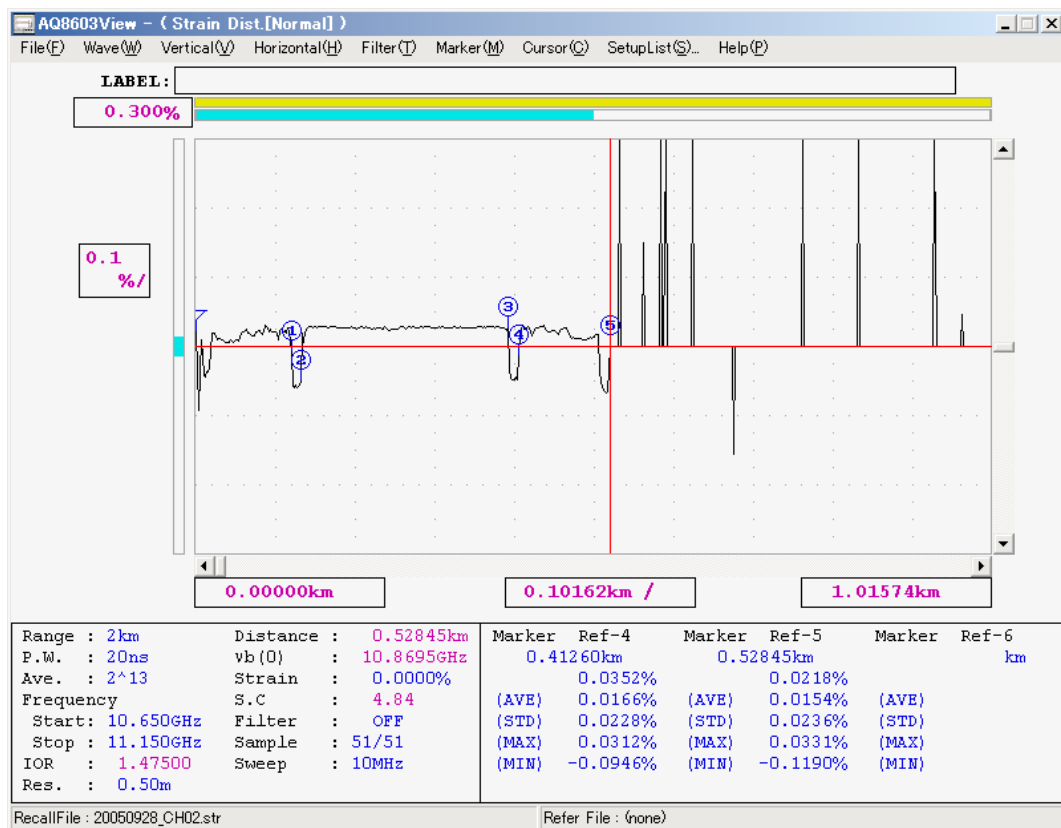 AQ8603View - ( Strain Dist.[Normal] )
File(F) Wave(W) Vertical(V) Horizontal(H) Filter(T) Marker(M) Cursor(C) SetupList(S)... Help(P)
LABEL:
0.300%
0.1
%/
① ② ③ ④ ⑤
0.00000km 0.10162km / 1.01574km
Range : 2km Distance : 0.52845km Marker Ref-4 Marker Ref-5 Marker Ref-6
P.W. : 20ns vb(0) : 10.8695GHz 0.41260km 0.52845km km
Ave. : 2^13 Strain : 0.0000% 0.0352% 0.0218%
Frequency S.C : 4.84 (AVE) 0.0166% (AVE) 0.0154% (AVE)
Start: 10.650GHz Filter : OFF (STD) 0.0228% (STD) 0.0236% (STD)
Stop : 11.150GHz Sample : 51/51 (MAX) 0.0312% (MAX) 0.0331% (MAX)
IOR : 1.47500 Sweep : 10MHz (MIN) -0.0946% (MIN) -0.1190% (MIN)
Res. : 0.50m
RecallFile : 20050928_CH02.str Refer File : (none)